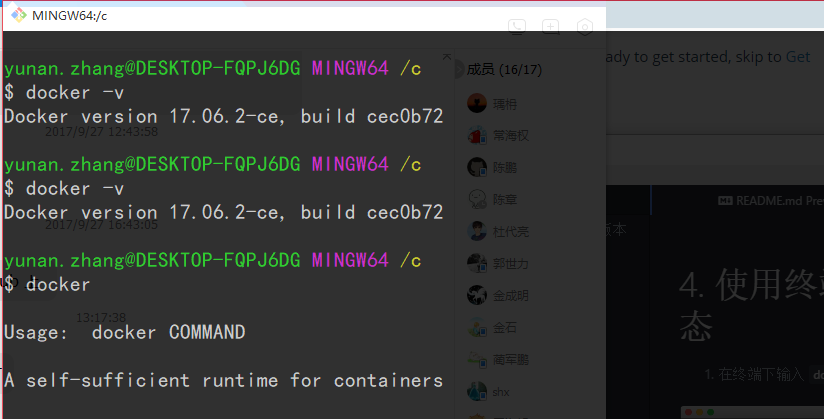 MINGW64:/c
yunan.zhang@DESKTOP-FQPJ6DG MINGW64 /c
$ docker -v
Docker version 17.06.2-ce, build cec0b72
2017/9/27 12:43:58
yunan.zhang@DESKTOP-FQPJ6DG MINGW64 /c
$ docker -v
Docker version 17.06.2-ce, build cec0b72
2017/9/27 16:43:05
yunan.zhang@DESKTOP-FQPJ6DG MINGW64 /c
$ docker
13:17:38
Usage: docker COMMAND
A self-sufficient runtime for containers
成员 (16/17)
常海权
陈鹏
陈章
杜代亮
郭世力
金成明
金石
蔺军鹏
shx
ady to get started, skip to Get
README.md Prev
版本
4. 使用终端
态
1. 在终端下输入